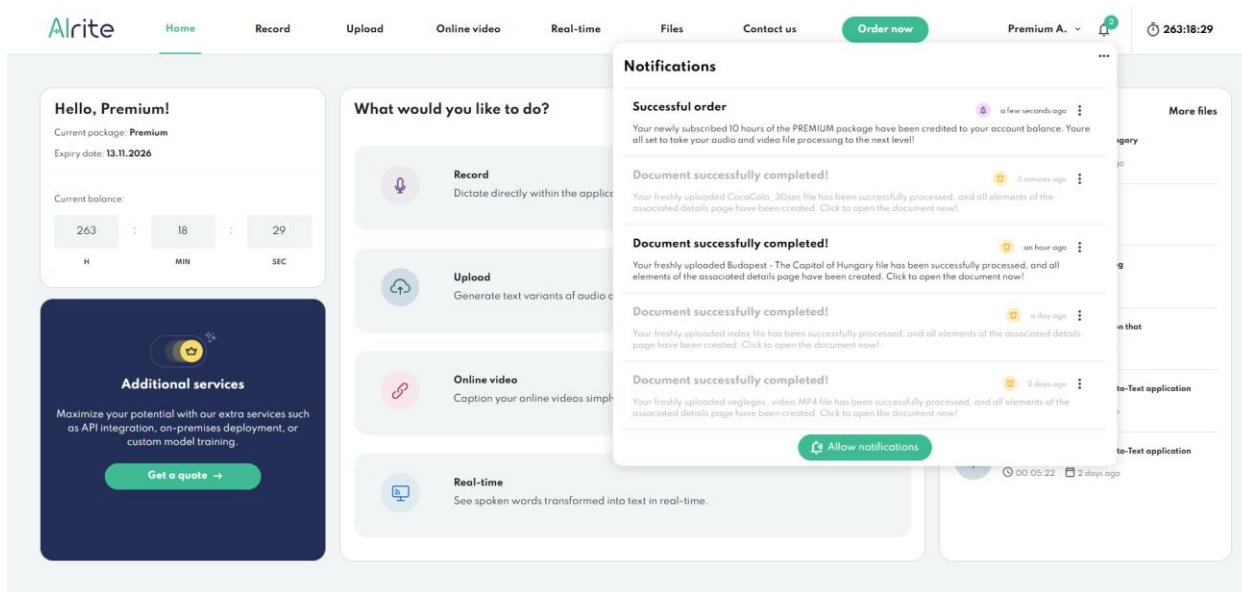 Alrite
Home
Record
Upload
Online video
Real-time
Files
Contact us
Order now
Premium A.
2
263:18:29
Hello, Premium!
Current package: Premium
Expiry date: 13.11.2026
Current balance:
263 : 18 : 29
H MIN SEC
Additional services
Maximize your potential with our extra services such
as API integration, on-premises deployment, or
custom model training.
Get a quote →
What would you like to do?
Record
Dictate directly within the applic
Upload
Generate text variants of audio
Online video
Caption your online videos simpl
Real-time
See spoken words transformed into text in real-time.
Notifications
Successful order
a few seconds ago
Your newly subscribed 10 hours of the PREMIUM package have been credited to your account balance. Youre
all set to take your audio and video file processing to the next level!
Document successfully completed!
Your freshly uploaded CocaCola_30sec file has been successfully processed, and all elements of the
associated details page have been created. Click to open the document now!
minutes ago
Document successfully completed!
an hour ago
Your freshly uploaded Budapest - The Capital of Hungary file has been successfully processed, and all
elements of the associated details page have been created. Click to open the document now!
Document successfully completed!
a day ago
Your freshly uploaded index file has been successfully processed, and all elements of the associated details
page have been created. Click to open the document now!
Document successfully completed!
2 days ago
Your freshly uploaded vegleges_video.MP4 file has been successfully processed, and all elements of the
associated details page have been created. Click to open the document now!
Allow notifications
More files
ngary
go
n that
to-Text application
to-Text application
00:05:22 2 days ago